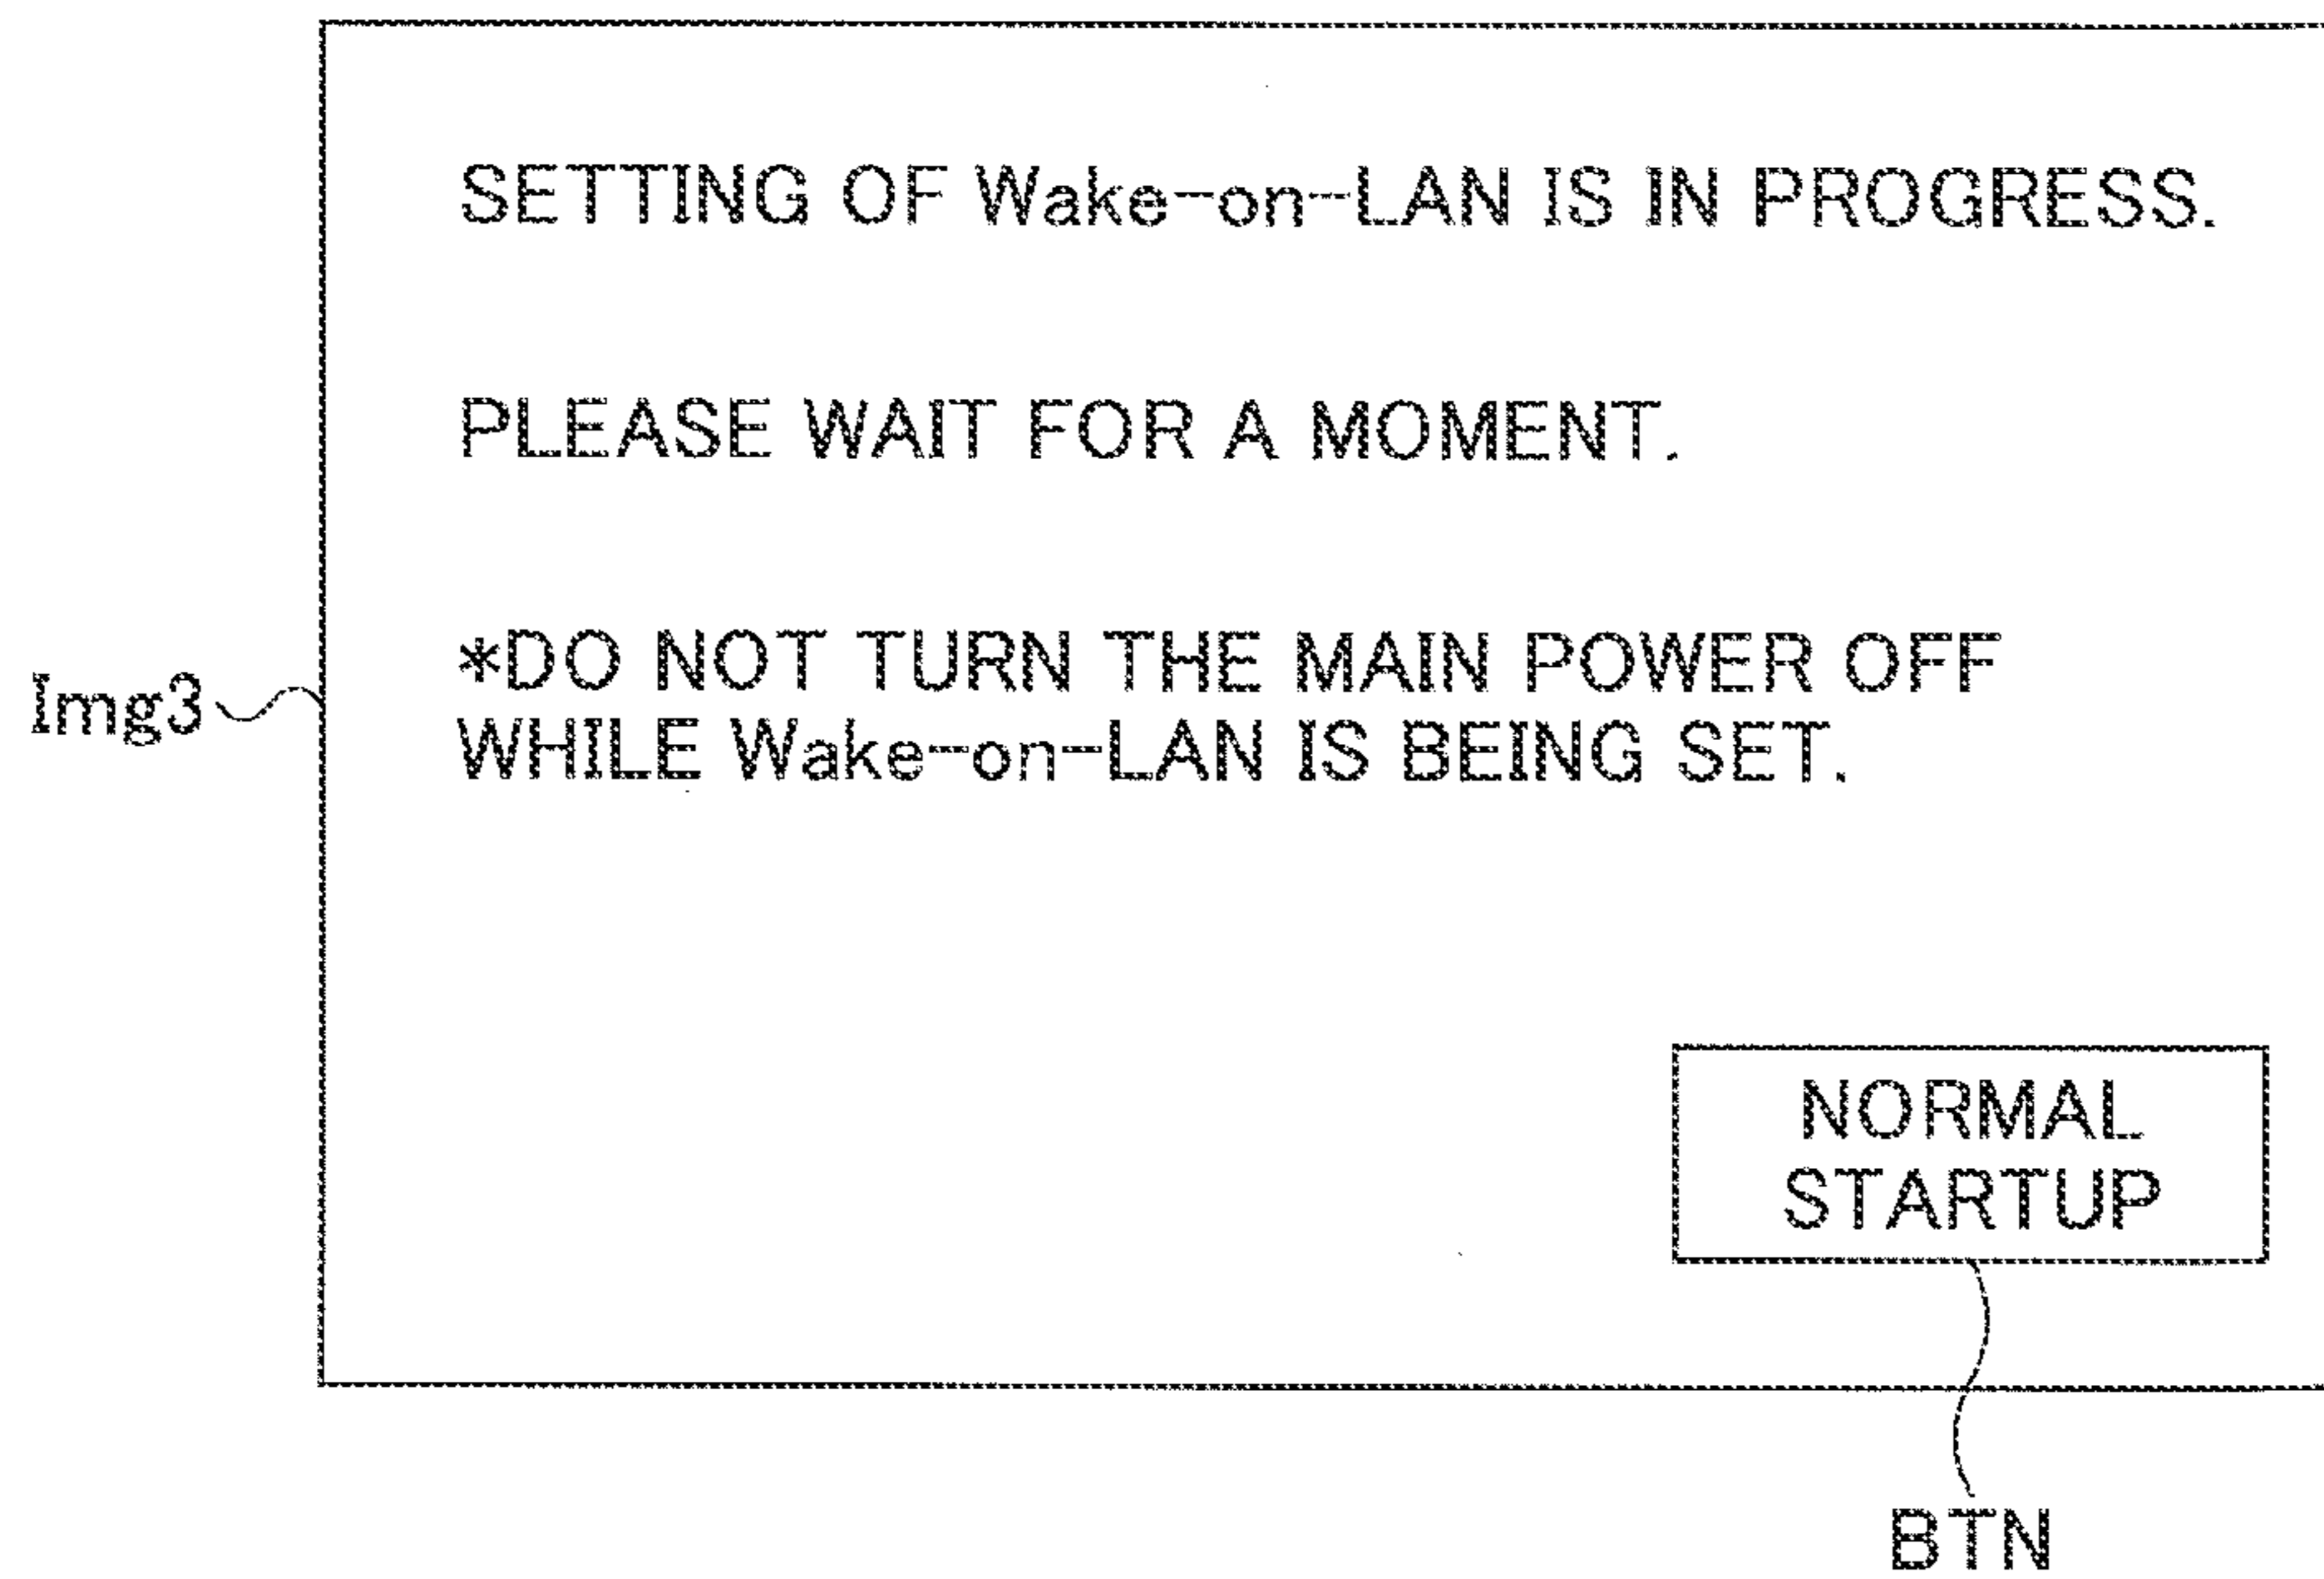 SETTING OF Wake-on-LAN IS IN PROGRESS.
PLEASE WAIT FOR A MOMENT.
*DO NOT TURN THE MAIN POWER OFF
WHILE Wake-on-LAN IS BEING SET.
Img3
NORMAL
STARTUP
BTN